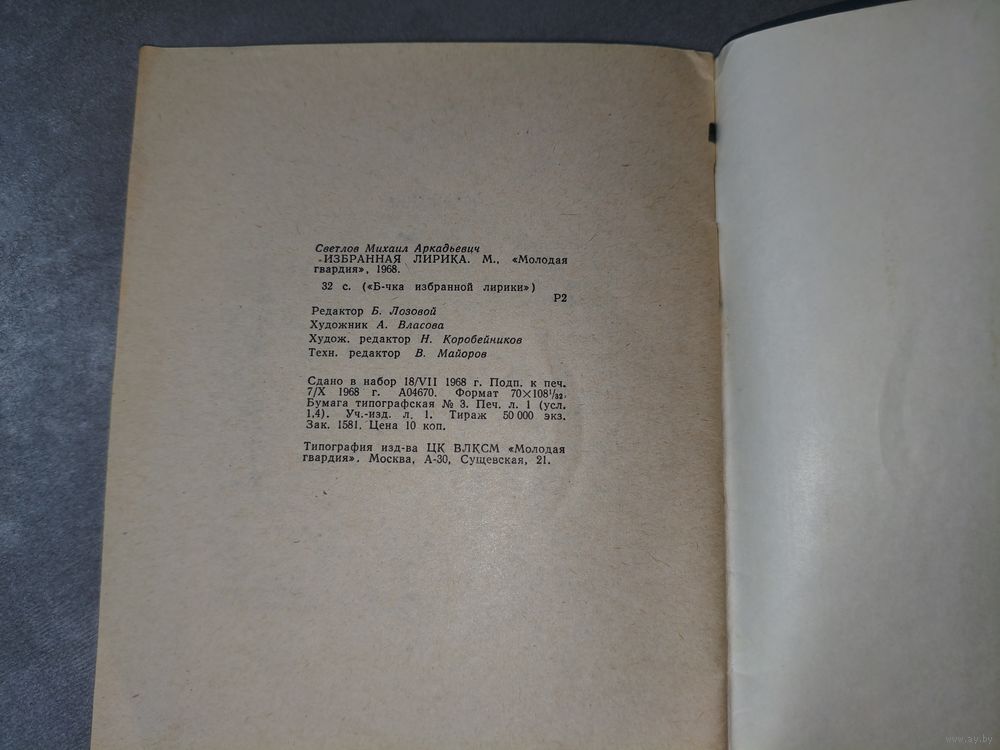 Светлов Михаил Аркадьевич
ИЗБРАННАЯ ЛИРИКА. М., «Молодая
гвардия», 1968.
32 с. («Б-чка избранной лирики»)
Р2
Редактор Б. Лозовой
Художник А. Власова
Худож. редактор Н. Коробейников
Техн. редактор В. Майоров
Сдано в набор 18/VII 1968 г. Подп. к печ.
7/X 1968 г. А04670. Формат 70×108¹/₃₂.
Бумага типографская № 3. Печ. л. 1 (усл.
1,4). Уч.-изд. л. 1. Тираж 50 000 экз.
Зак. 1581. Цена 10 коп.
Типография изд-ва ЦК ВЛКСМ «Молодая
гвардия». Москва, А-30, Сущевская, 21.
www.ay.by